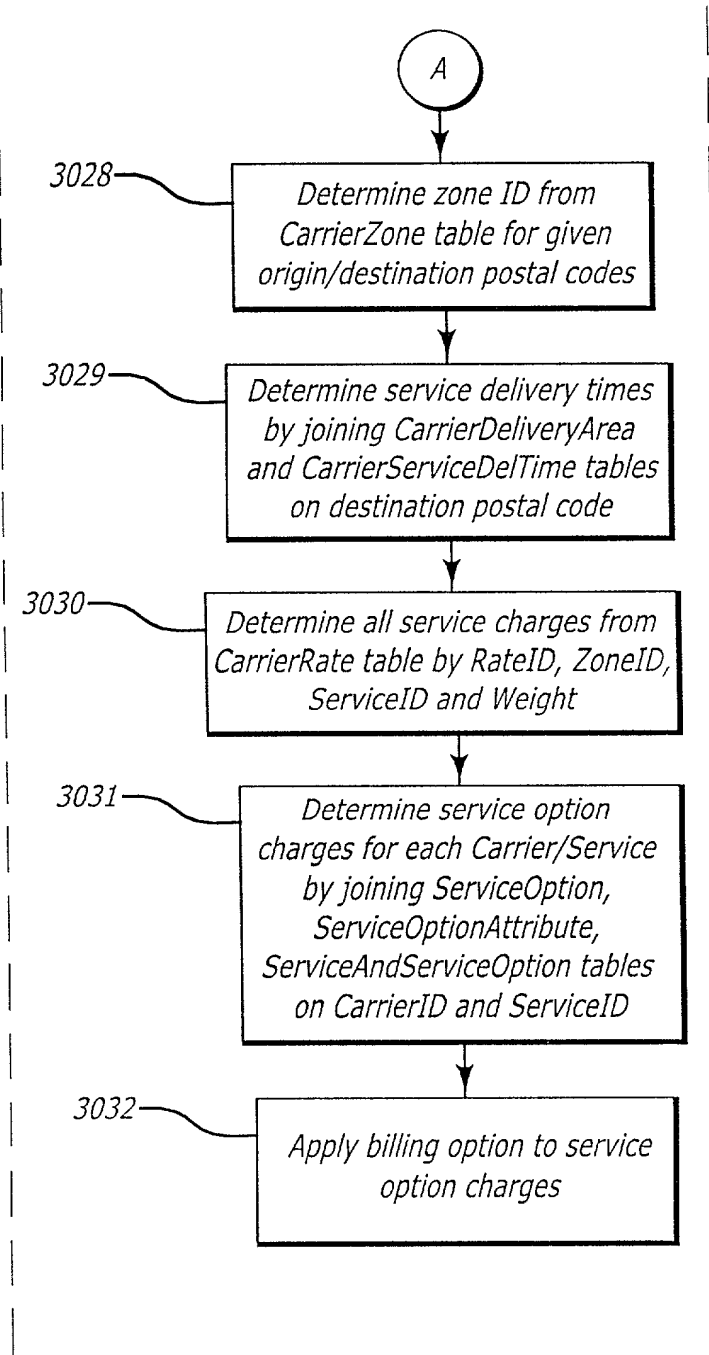 A
3028
Determine zone ID from
CarrierZone table for given
origin/destination postal codes
3029
Determine service delivery times
by joining CarrierDeliveryArea
and CarrierServiceDelTime tables
on destination postal code
3030
Determine all service charges from
CarrierRate table by RateID, ZoneID,
ServiceID and Weight
3031
Determine service option
charges for each Carrier/Service
by joining ServiceOption,
ServiceOptionAttribute,
ServiceAndServiceOption tables
on CarrierID and ServiceID
3032
Apply billing option to service
option charges